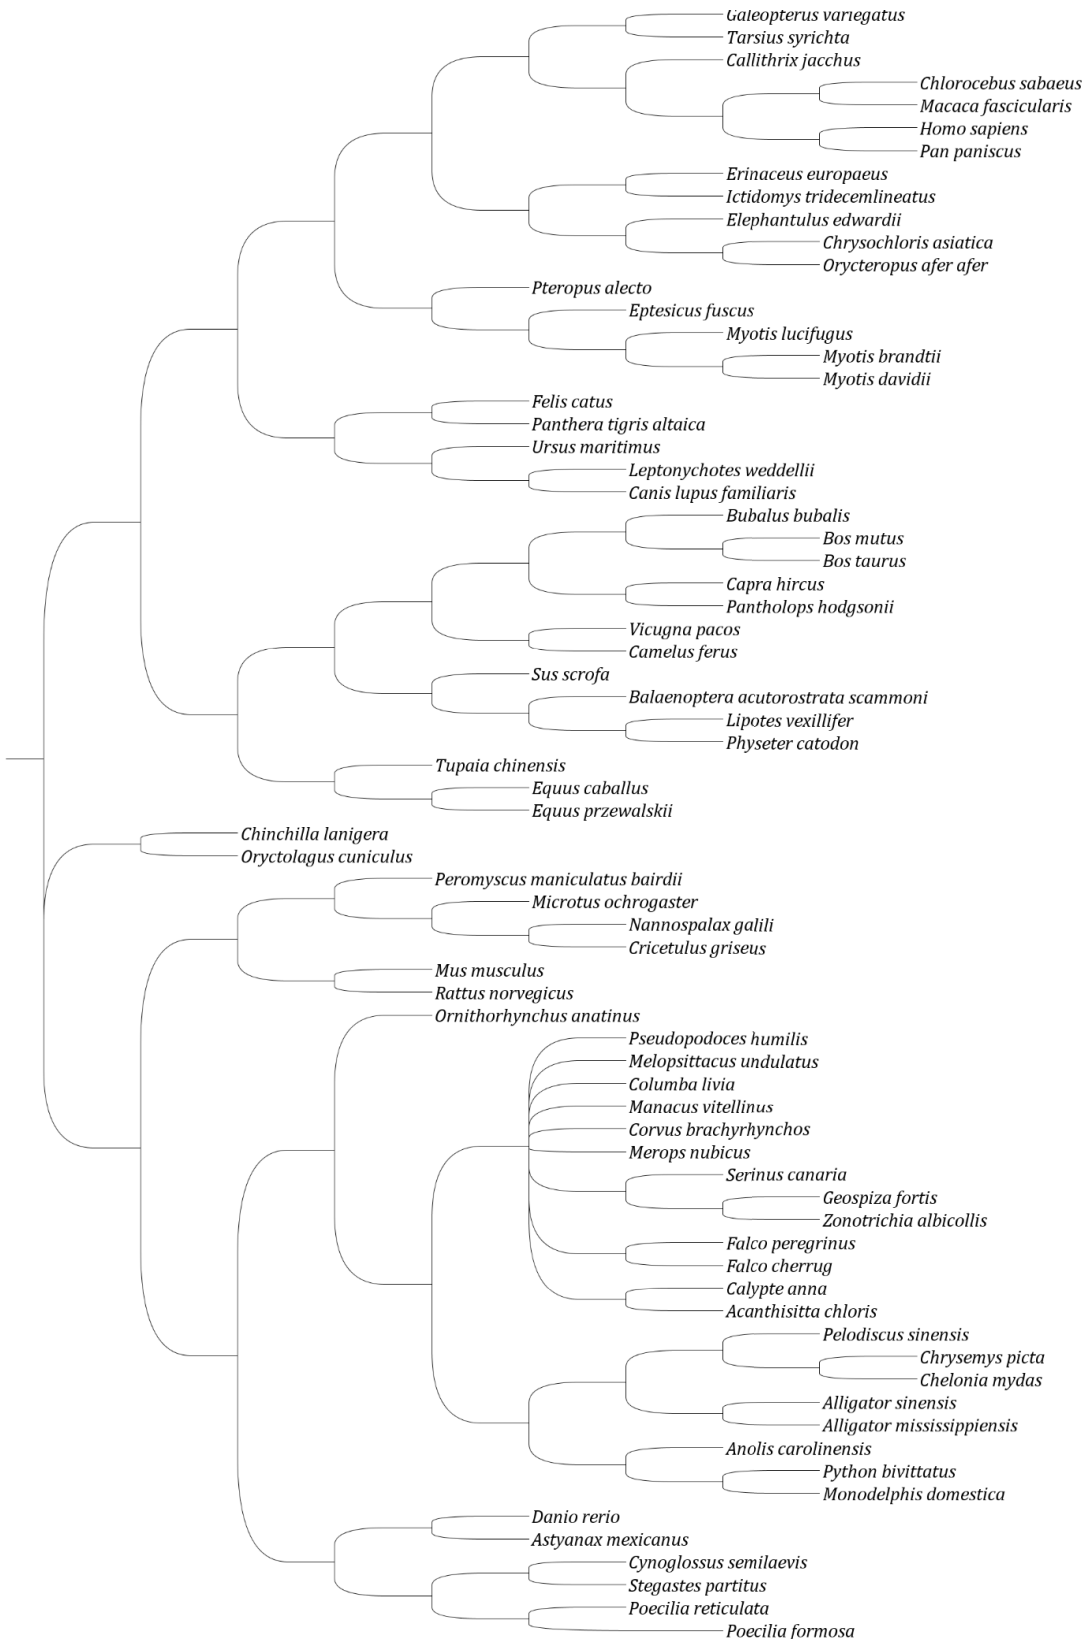 Galeopterus variegatus
Tarsius syrichta
Callithrix jacchus
Chlorocebus sabaeus
Macaca fascicularis
Homo sapiens
Pan paniscus
Erinaceus europaeus
Ictidomys tridecemlineatus
Elephantulus edwardii
Chrysochloris asiatica
Orycteropus afer afer
Pteropus alecto
Eptesicus fuscus
Myotis lucifugus
Myotis brandtii
Myotis davidii
Felis catus
Panthera tigris altaica
Ursus maritimus
Leptonychotes weddellii
Canis lupus familiaris
Bubalus bubalis
Bos mutus
Bos taurus
Capra hircus
Pantholops hodgsonii
Vicugna pacos
Camelus ferus
Sus scrofa
Balaenoptera acutorostrata scammoni
Lipotes vexillifer
Physeter catodon
Tupaia chinensis
Equus caballus
Equus przewalskii
Chinchilla lanigera
Oryctolagus cuniculus
Peromyscus maniculatus bairdii
Microtus ochrogaster
Nannospalax galili
Cricetulus griseus
Mus musculus
Rattus norvegicus
Ornithorhynchus anatinus
Pseudopodoces humilis
Melopsittacus undulatus
Columba livia
Manacus vitellinus
Corvus brachyrhynchos
Merops nubicus
Serinus canaria
Geospiza fortis
Zonotrichia albicollis
Falco peregrinus
Falco cherrug
Calypte anna
Acanthisitta chloris
Pelodiscus sinensis
Chrysemys picta
Chelonia mydas
Alligator sinensis
Alligator mississippiensis
Anolis carolinensis
Python bivittatus
Monodelphis domestica
Danio rerio
Astyanax mexicanus
Cynoglossus semilaevis
Stegastes partitus
Poecilia reticulata
Poecilia formosa